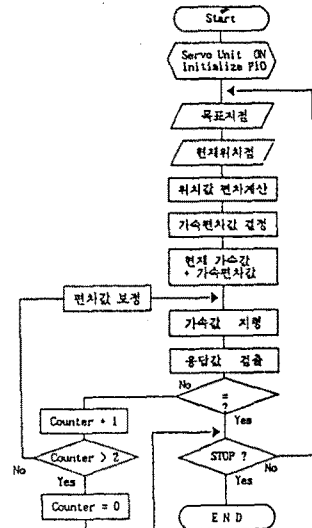 Start
Servo Unit ON
Initialize PIO
목표지점
현재위치점
위치값 편차계산
가속편차값 결정
현재 가속값
+ 가속편차값
편차값 보정
가속값 지령
응답값 검출
No
=
?
Yes
Counter + 1
Counter > 2
No
Yes
STOP ?
No
Yes
Counter = 0
E N D